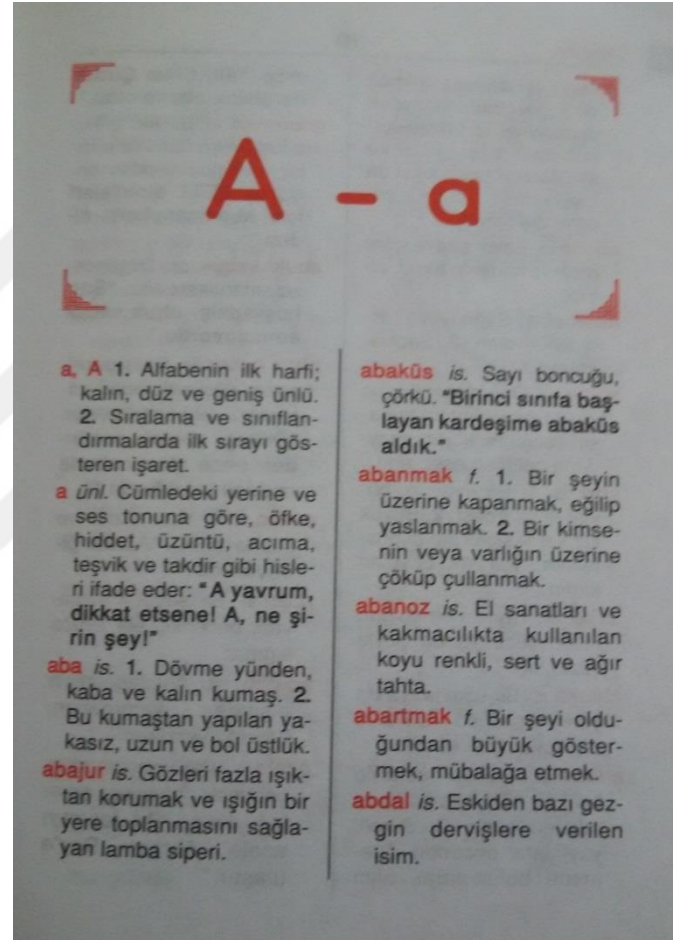 A - a
a, A 1. Alfabenin ilk harfi;
kalın, düz ve geniş ünlü.
2. Sıralama ve sınıflan-
dırmalarda ilk sırayı gös-
teren işaret.
a ünl. Cümledeki yerine ve
ses tonuna göre, öfke,
hiddet, üzüntü, acıma,
teşvik ve takdir gibi hisle-
ri ifade eder: "A yavrum,
dikkat etsene! A, ne şi-
rin şey!"
aba is. 1. Dövme yünden,
kaba ve kalın kumaş. 2.
Bu kumaştan yapılan ya-
kasız, uzun ve bol üstlük.
abajur is. Gözleri fazla ışık-
tan korumak ve ışığın bir
yere toplanmasını sağla-
yan lamba siperi.
abaküs is. Sayı boncuğu,
çörkü. "Birinci sınıfa baş-
layan kardeşime abaküs
aldık."
abanmak f. 1. Bir şeyin
üzerine kapanmak, eğilip
yaslanmak. 2. Bir kimse-
nin veya varlığın üzerine
çöküp çullanmak.
abanoz is. El sanatları ve
kakmacılıkta kullanılan
koyu renkli, sert ve ağır
tahta.
abartmak f. Bir şeyi oldu-
ğundan büyük göster-
mek, mübalağa etmek.
abdal is. Eskiden bazı gez-
gin dervişlere verilen
isim.